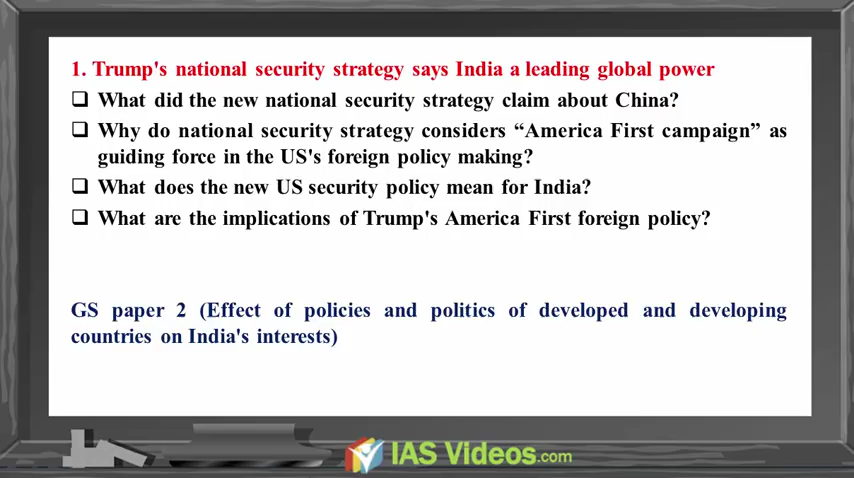 1. Trump's national security strategy says India a leading global power
❑ What did the new national security strategy claim about China?
❑ Why do national security strategy considers “America First campaign” as
guiding force in the US's foreign policy making?
❑ What does the new US security policy mean for India?
❑ What are the implications of Trump's America First foreign policy?
GS paper 2 (Effect of policies and politics of developed and developing
countries on India's interests)
IAS Videos.com